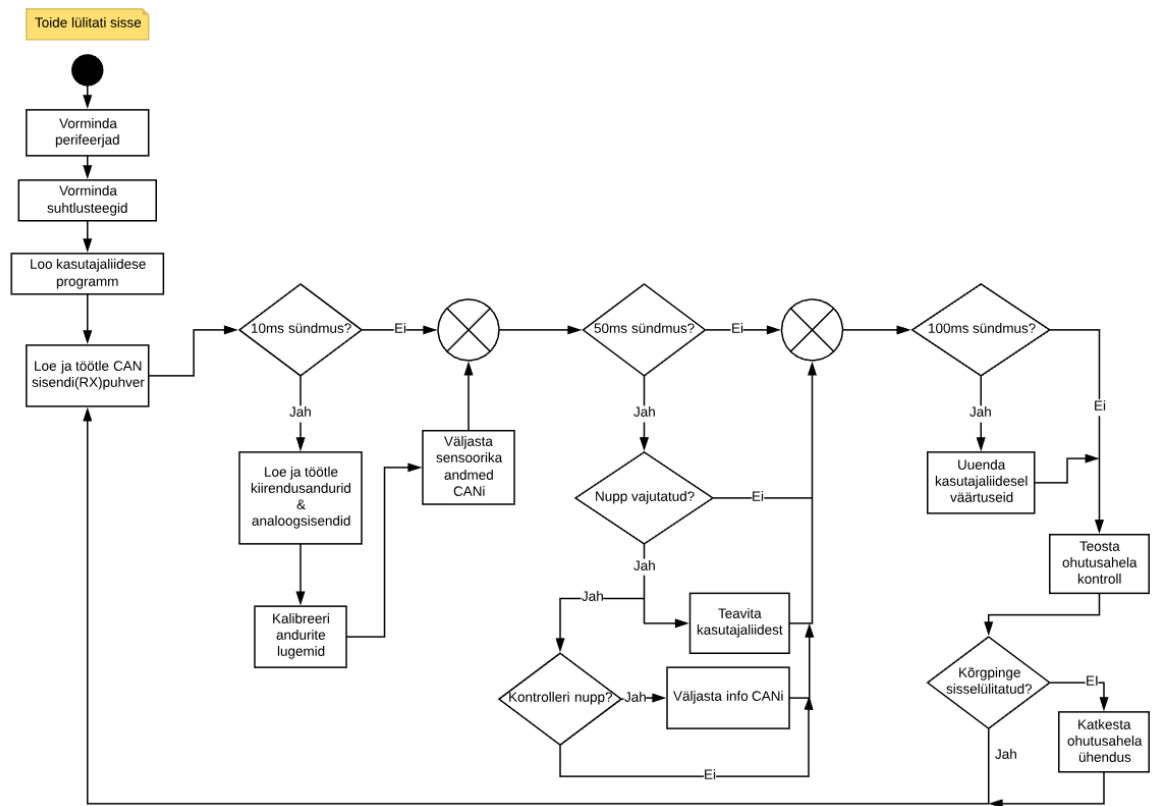 Toide lülitati sisse
Vorminda
perifeerjad
Vorminda
suhtlusteegid
Loo kasutajaliidese
programm
Loe ja töötle CAN
sisendi(RX)puhver
10ms sündmus?
Ei
Jah
Loe ja töötle
kiirendusandurid
&
analoogsisendid
Kalibreeri
andurite
lugemid
Väljasta
sensoorika
andmed
CANi
50ms sündmus?
Ei
Jah
Nupp vajutatud?
Ei
Jah
Jah
Teavita
kasutajaliidest
Kontrolleri nupp?
Jah
Väljasta info CANi
Ei
100ms sündmus?
Ei
Jah
Uuenda
kasutajaliidesel
väärtuseid
Teosta
ohutusahela
kontroll
Kõrgpinge
sisselülitatud?
EI
Jah
Katkesta
ohutusahela
ühendus